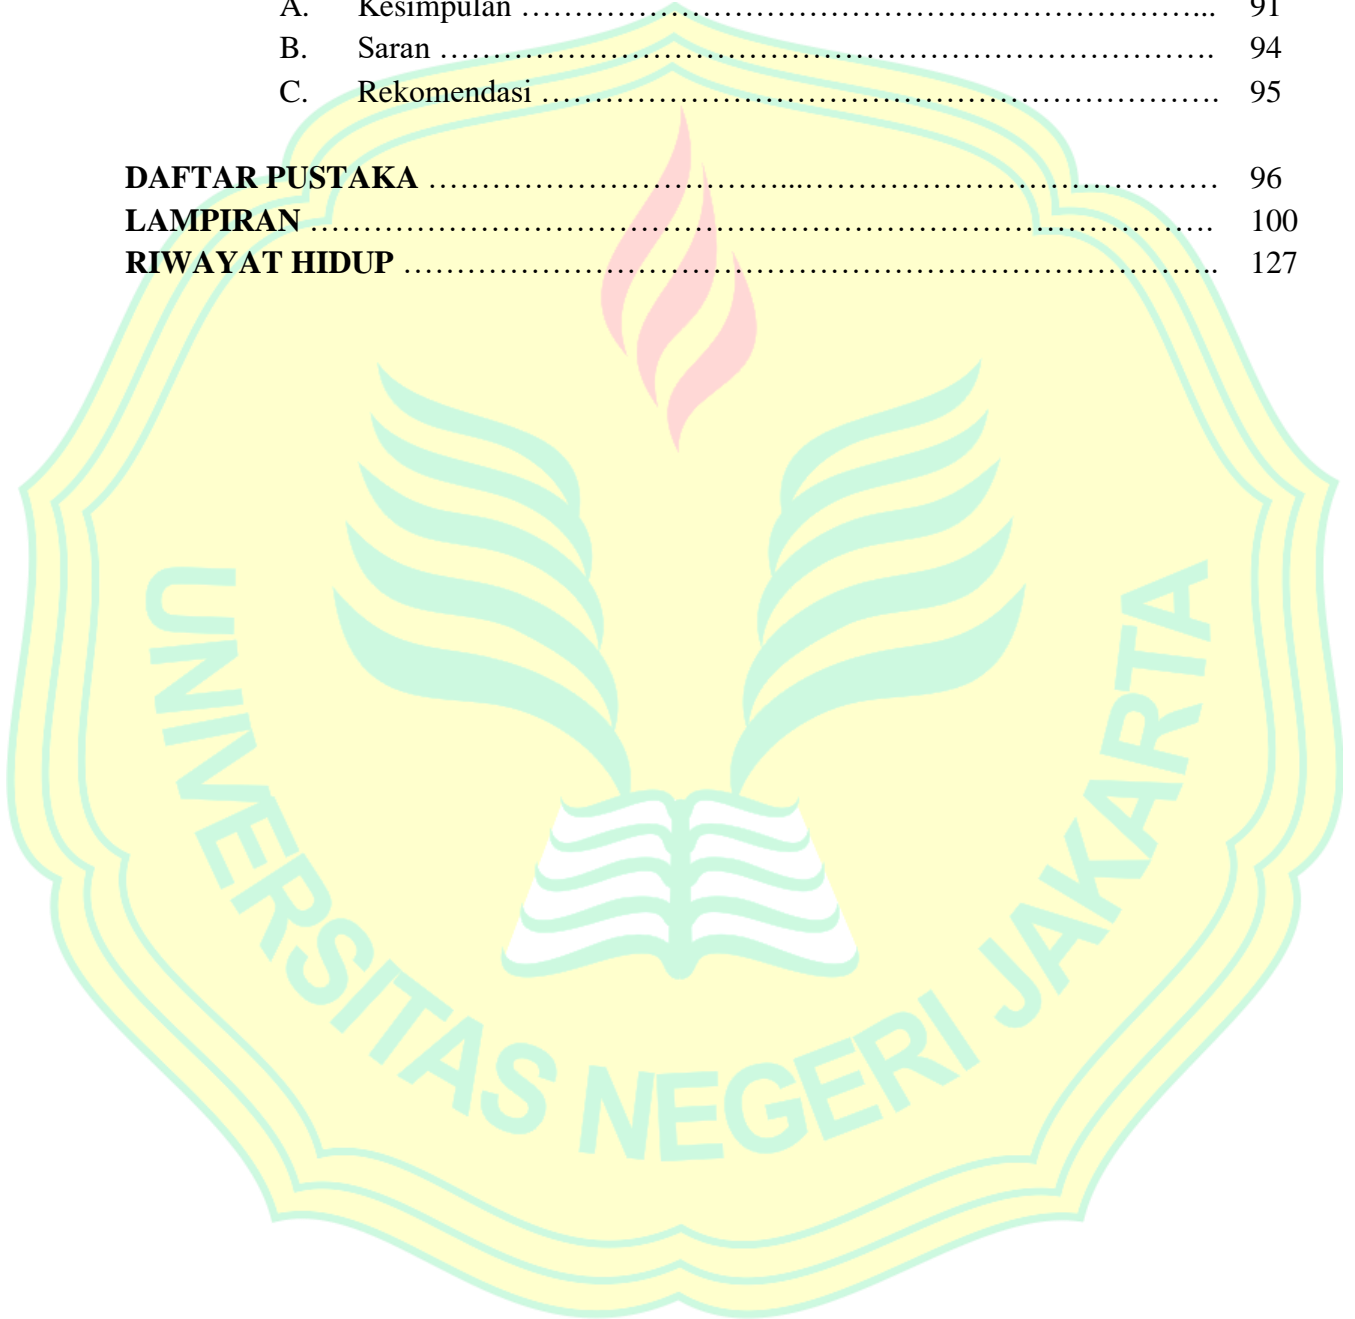 A. Kesimpulan ………………………………………………………... 91
B. Saran ………………………………………………………………. 94
C. Rekomendasi ………………………………………………………. 95
DAFTAR PUSTAKA ……………………………...………………………………… 96
LAMPIRAN …………………………………………………………………………. 100
RIWAYAT HIDUP ………………………………………………………………….. 127
UNIVERSITAS NEGERI JAKARTA